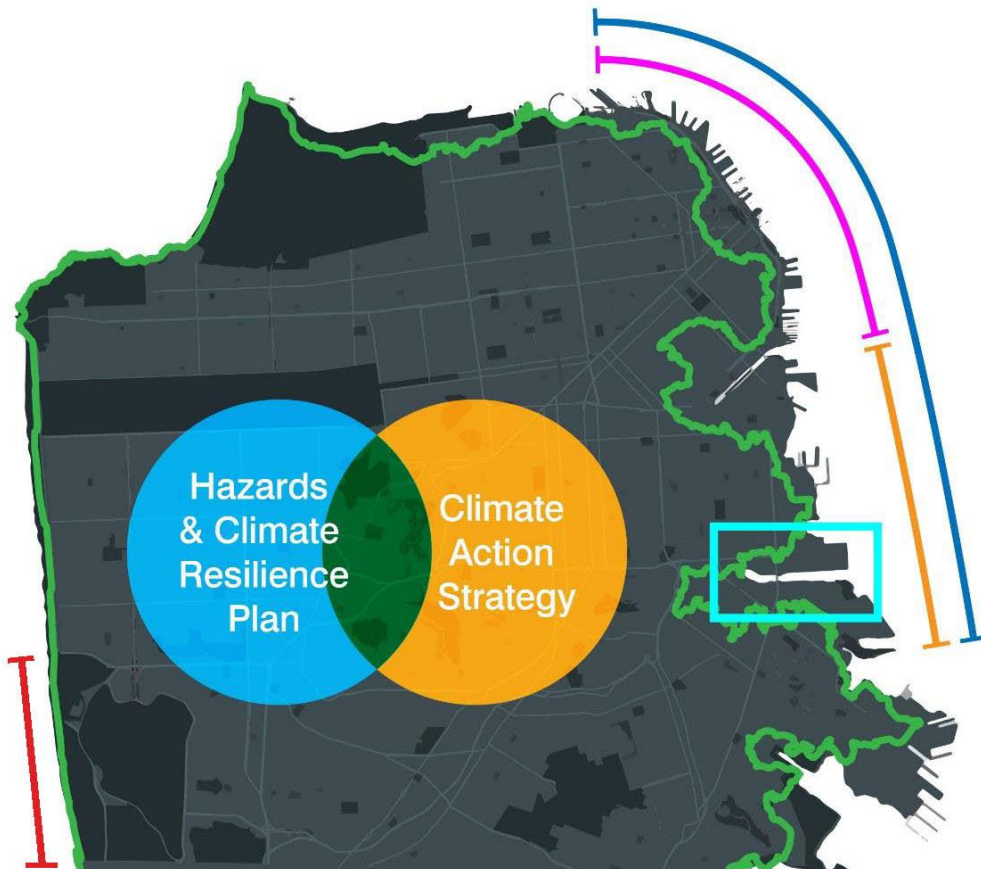 Hazards
& Climate
Resilience
Plan
Climate
Action
Strategy